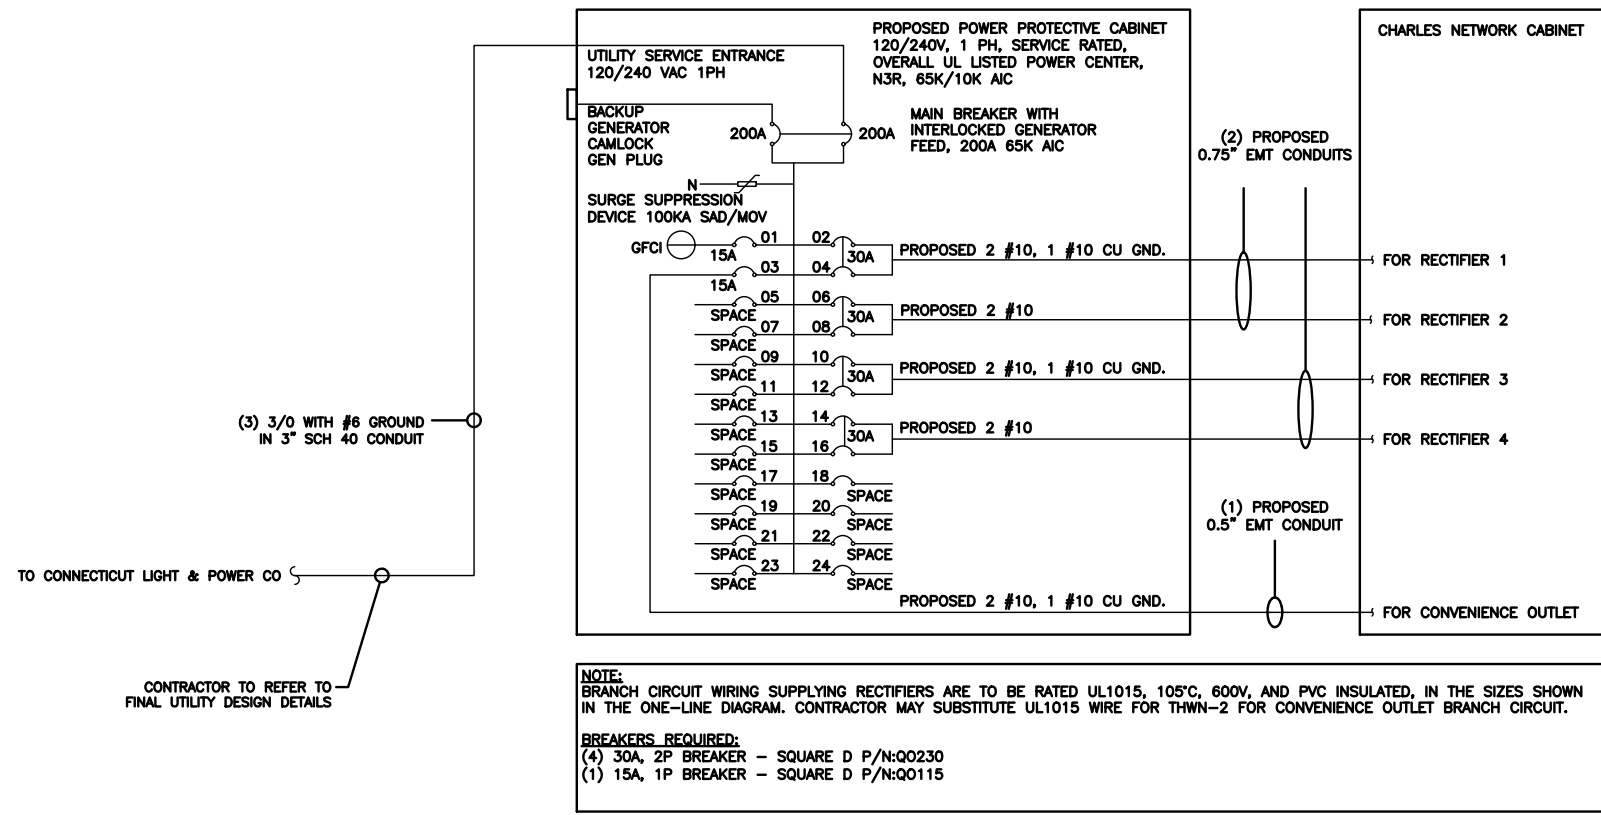 PROPOSED POWER PROTECTIVE CABINET
120/240V, 1 PH, SERVICE RATED,
OVERALL UL LISTED POWER CENTER,
N3R, 65K/10K AIC
CHARLES NETWORK CABINET
UTILITY SERVICE ENTRANCE
120/240 VAC 1PH
BACKUP
GENERATOR
CAMLOCK
GEN PLUG
200A
200A
MAIN BREAKER WITH
INTERLOCKED GENERATOR
FEED, 200A 65K AIC
(2) PROPOSED
0.75" EMT CONDUITS
N
SURGE SUPPRESSION
DEVICE 100KA SAD/MOV
GFCI
15A
01
02
30A
PROPOSED 2 #10, 1 #10 CU GND.
FOR RECTIFIER 1
15A
03
04
SPACE
05
06
30A
PROPOSED 2 #10
FOR RECTIFIER 2
SPACE
07
08
SPACE
09
10
30A
PROPOSED 2 #10, 1 #10 CU GND.
FOR RECTIFIER 3
SPACE
11
12
SPACE
13
14
30A
PROPOSED 2 #10
FOR RECTIFIER 4
SPACE
15
16
SPACE
17
18
SPACE
SPACE
19
20
SPACE
SPACE
21
22
SPACE
SPACE
23
24
SPACE
(3) 3/0 WITH #6 GROUND
IN 3" SCH 40 CONDUIT
(1) PROPOSED
0.5" EMT CONDUIT
TO CONNECTICUT LIGHT & POWER CO
PROPOSED 2 #10, 1 #10 CU GND.
FOR CONVENIENCE OUTLET
CONTRACTOR TO REFER TO
FINAL UTILITY DESIGN DETAILS
NOTE:
BRANCH CIRCUIT WIRING SUPPLYING RECTIFIERS ARE TO BE RATED UL1015, 105°C, 600V, AND PVC INSULATED, IN THE SIZES SHOWN
IN THE ONE-LINE DIAGRAM. CONTRACTOR MAY SUBSTITUTE UL1015 WIRE FOR THWN-2 FOR CONVENIENCE OUTLET BRANCH CIRCUIT.
BREAKERS REQUIRED:
(4) 30A, 2P BREAKER - SQUARE D P/N:QO230
(1) 15A, 1P BREAKER - SQUARE D P/N:QO115